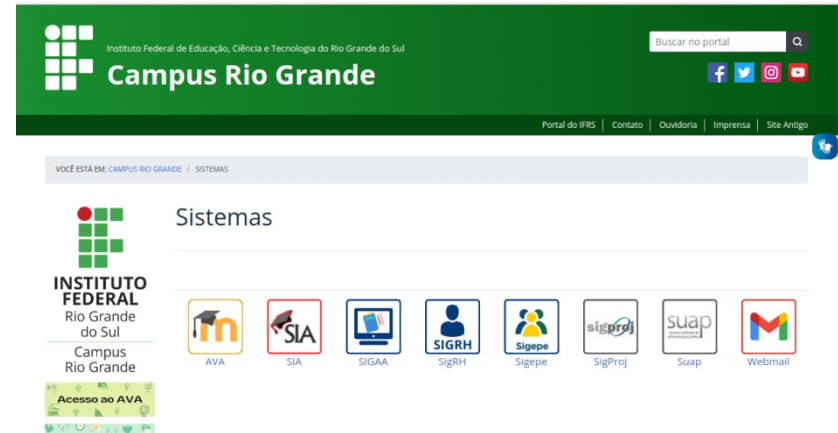 Instituto Federal de Educação, Ciência e Tecnologia do Rio Grande do Sul
Campus Rio Grande
Buscar no portal
Portal do IFRS | Contato | Ouvidoria | Imprensa | Site Antigo
VOCÊ ESTÁ EM: CAMPUS RIO GRANDE / SISTEMAS
INSTITUTO
FEDERAL
Rio Grande
do Sul
Campus
Rio Grande
Acesso ao AVA
Sistemas
SIA
SIGRH
Sigepe
sigproj
suap
AVA
SIA
SIGAA
SigRH
Sigepe
SigProj
Suap
Webmail